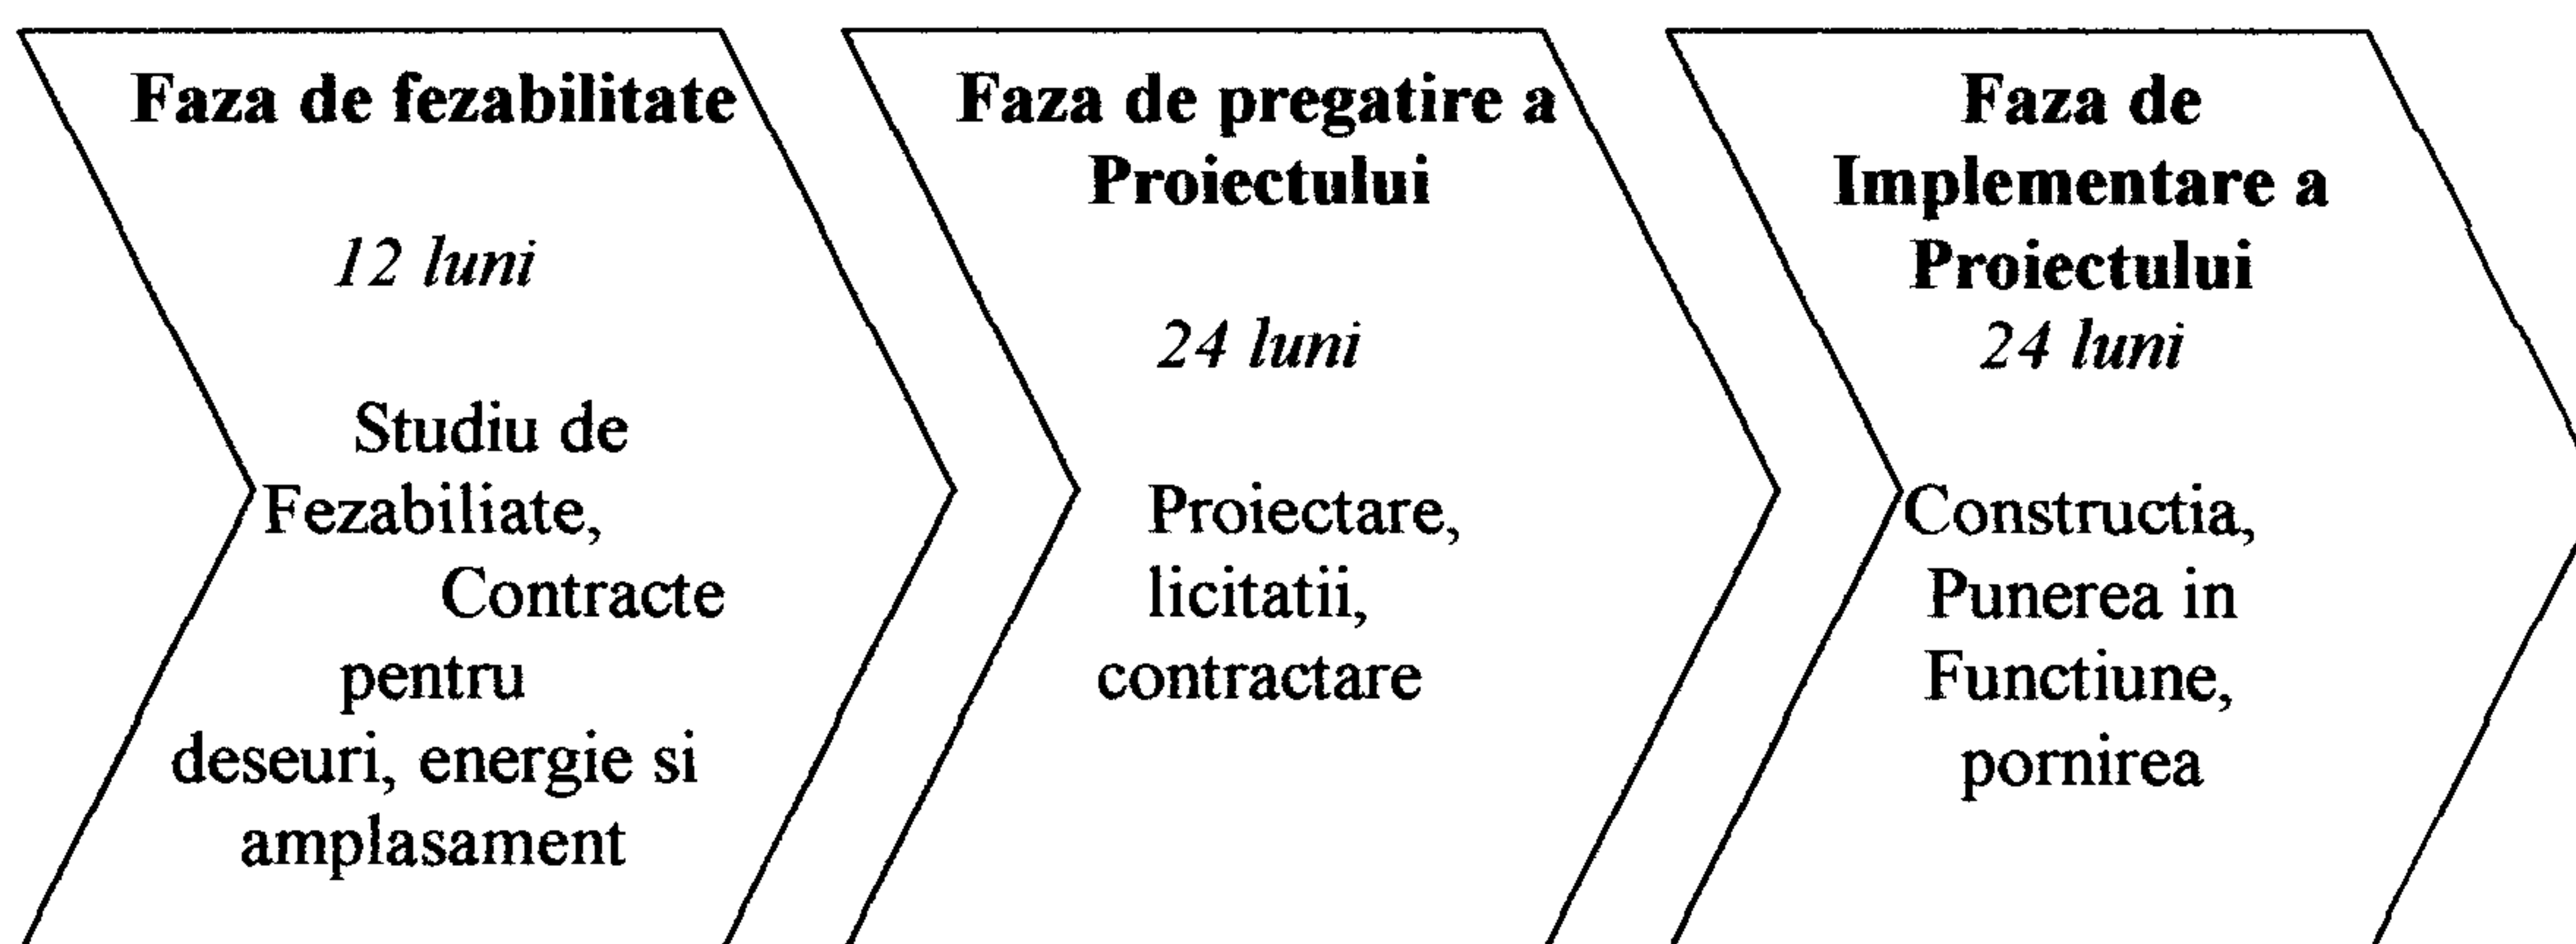 Faza de fezabilitate
12 luni
Studiu de
Fezabiliate,
Contracte
pentru
deseuri, energie si
amplasament
Faza de pregatire a
Proiectului
24 luni
Proiectare,
licitatii,
contractare
Faza de
Implementare a
Proiectului
24 luni
Constructia,
Punerea in
Functiune,
pornirea